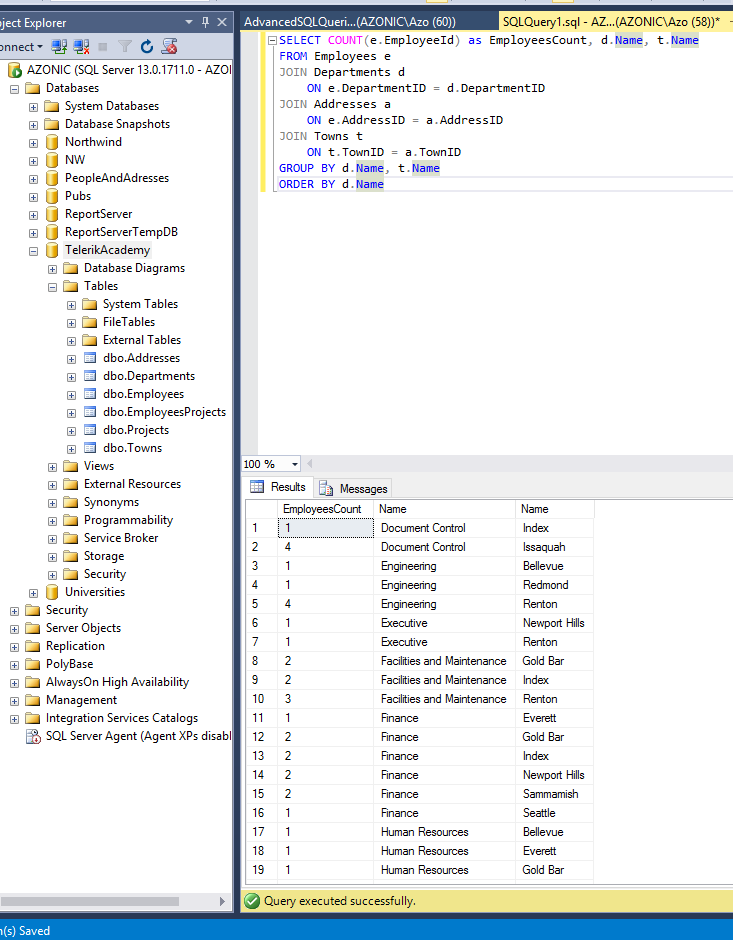 oject Explorer
onnect
AZONIC (SQL Server 13.0.1711.0 - AZOI
Databases
System Databases
Database Snapshots
Northwind
NW
PeopleAndAdresses
Pubs
ReportServer
ReportServerTempDB
TelerikAcademy
Database Diagrams
Tables
System Tables
FileTables
External Tables
dbo.Addresses
dbo.Departments
dbo.Employees
dbo.EmployeesProjects
dbo.Projects
dbo.Towns
Views
External Resources
Synonyms
Programmability
Service Broker
Storage
Security
Universities
Security
Server Objects
Replication
PolyBase
AlwaysOn High Availability
Management
Integration Services Catalogs
SQL Server Agent (Agent XPs disabl
AdvancedSQLQueri...(AZONIC\Azo (60)) SQLQuery1.sql - AZ...(AZONIC\Azo (58))*
SELECT COUNT(e.EmployeeId) as EmployeesCount, d.Name, t.Name
FROM Employees e
JOIN Departments d
ON e.DepartmentID = d.DepartmentID
JOIN Addresses a
ON e.AddressID = a.AddressID
JOIN Towns t
ON t.TownID = a.TownID
GROUP BY d.Name, t.Name
ORDER BY d.Name
100 %
Results Messages
EmployeesCount Name Name
1 1 Document Control Index
2 4 Document Control Issaquah
3 1 Engineering Bellevue
4 1 Engineering Redmond
5 4 Engineering Renton
6 1 Executive Newport Hills
7 1 Executive Renton
8 2 Facilities and Maintenance Gold Bar
9 2 Facilities and Maintenance Index
10 3 Facilities and Maintenance Renton
11 1 Finance Everett
12 2 Finance Gold Bar
13 2 Finance Index
14 2 Finance Newport Hills
15 2 Finance Sammamish
16 1 Finance Seattle
17 1 Human Resources Bellevue
18 1 Human Resources Everett
19 1 Human Resources Gold Bar
Query executed successfully.
n(s) Saved